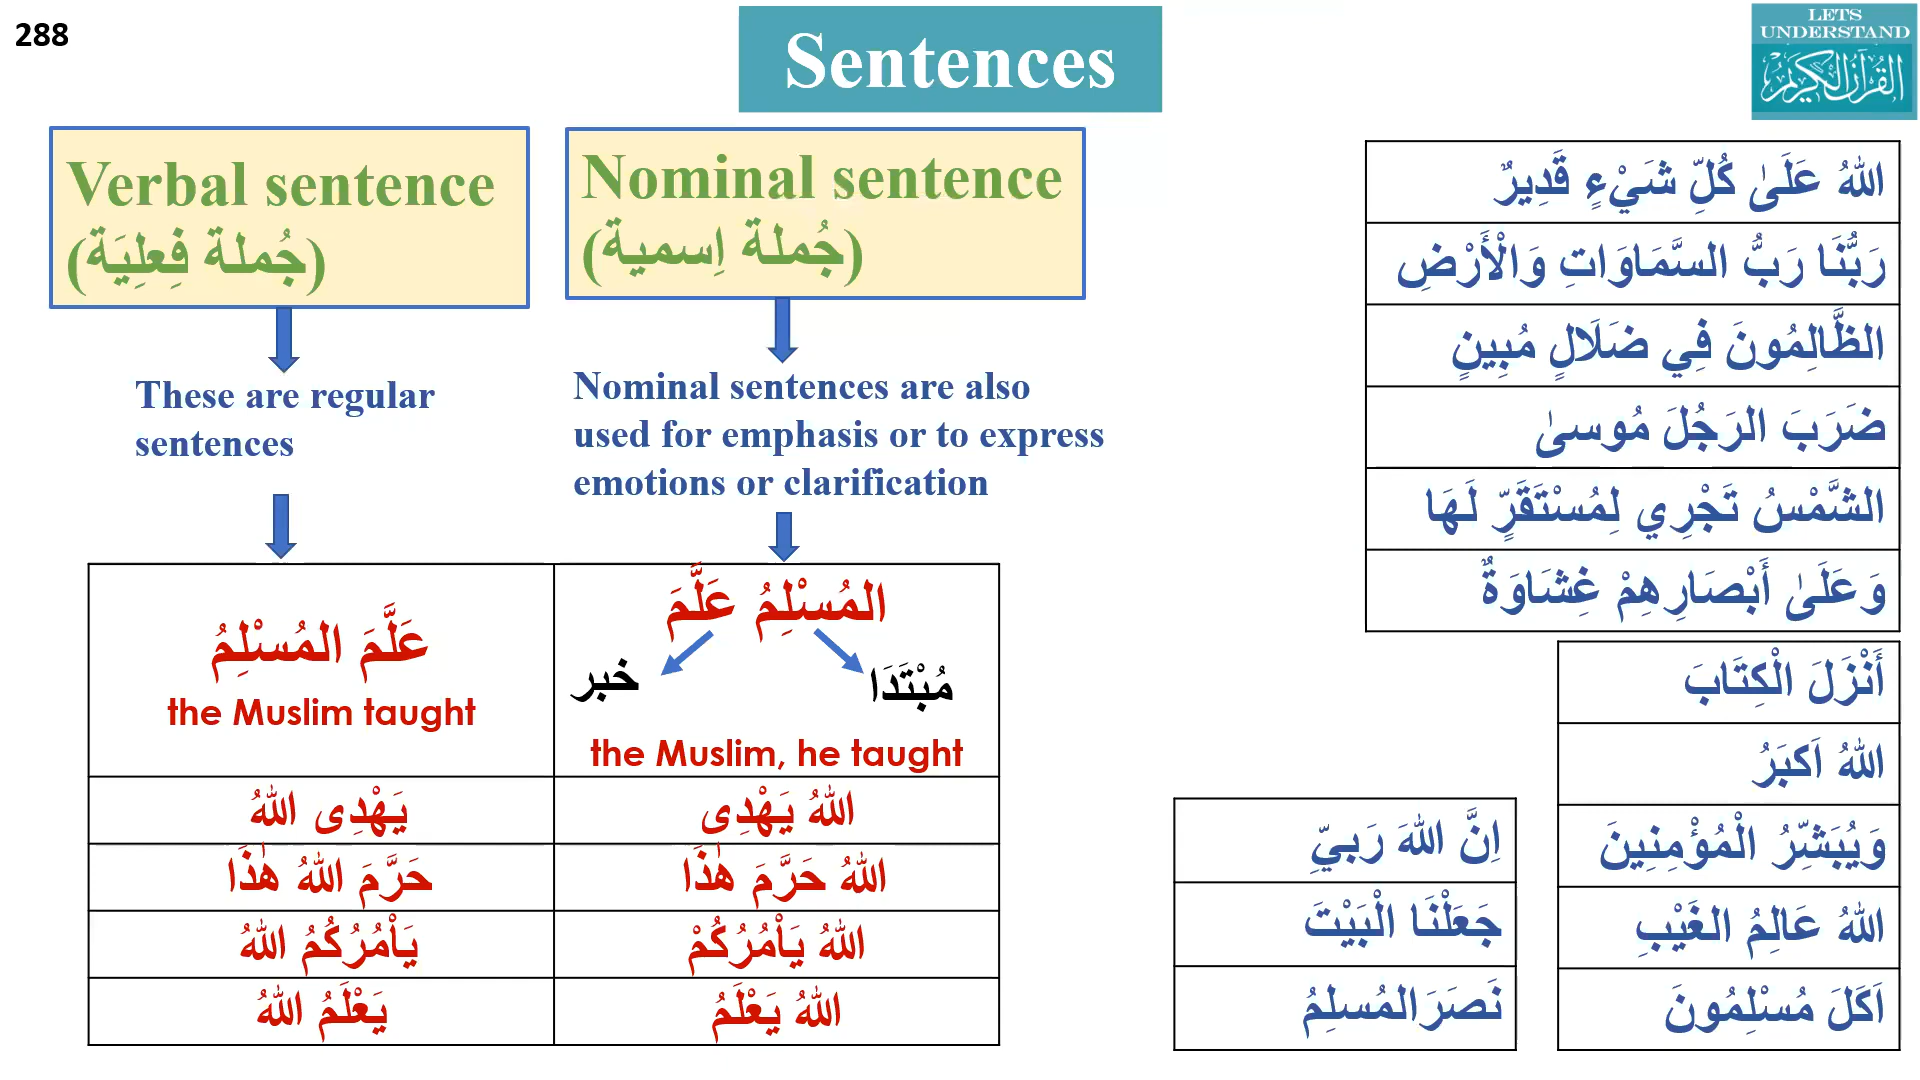 288
Sentences
LETS
UNDERSTAND
القرآن الكريم
Verbal sentence
(جُملة فِعلِيَة)
Nominal sentence
(جُملة اِسمية)
These are regular
sentences
Nominal sentences are also
used for emphasis or to express
emotions or clarification
عَلَّمَ المُسْلِمُ
the Muslim taught
المُسْلِمُ عَلَّمَ
مُبْتَدَا
خبر
the Muslim, he taught
يَهْدِى اللهُ
اللهُ يَهْدِى
حَرَّمَ اللهُ هٰذَا
اللهُ حَرَّمَ هٰذَا
يَاْمُرُكُمُ اللهُ
اللهُ يَاْمُرُكُمْ
يَعْلَمُ اللهُ
اللهُ يَعْلَمُ
اللهُ عَلَىٰ كُلِّ شَيْءٍ قَدِيرٌ
رَبُّنَا رَبُّ السَّمَاوَاتِ وَالْأَرْضِ
الظَّالِمُونَ فِي ضَلَالٍ مُبِينٍ
ضَرَبَ الرَجُلَ مُوسىٰ
الشَّمْسُ تَجْرِي لِمُسْتَقَرٍّ لَهَا
وَعَلَىٰ أَبْصَارِهِمْ غِشَاوَةٌ
أَنْزَلَ الْكِتَابَ
اللهُ اَكبَرُ
وَيُبَشِّرُ الْمُؤْمِنِينَ
اللهُ عَالِمُ الغَيْبِ
اَكَلَ مُسْلِمُونَ
اِنَّ اللهَ رَبيِّ
جَعَلْنَا الْبَيْتَ
نَصَرَالمُسلِمُ